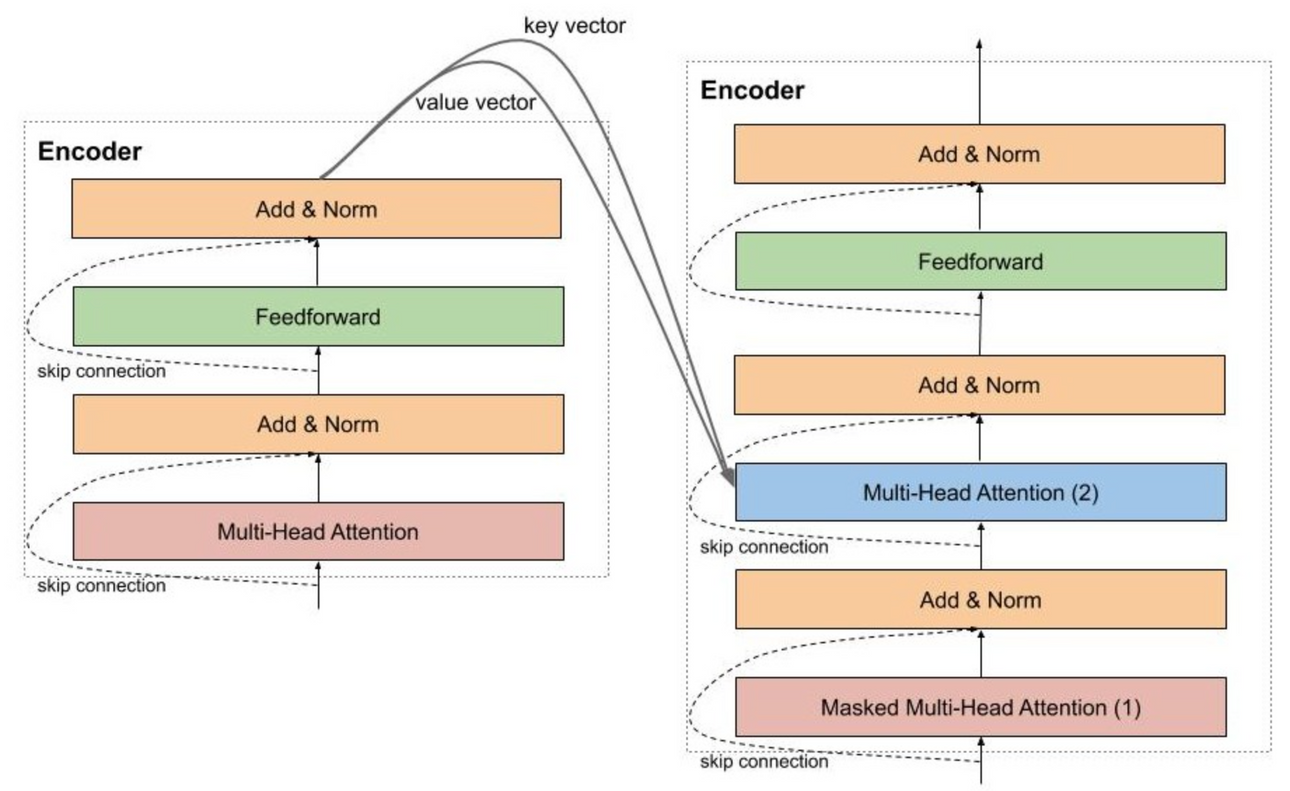 key vector
value vector
Encoder
Add & Norm
Feedforward
skip connection
Add & Norm
Multi-Head Attention
skip connection
Encoder
Add & Norm
Feedforward
Add & Norm
Multi-Head Attention (2)
skip connection
Add & Norm
Masked Multi-Head Attention (1)
skip connection